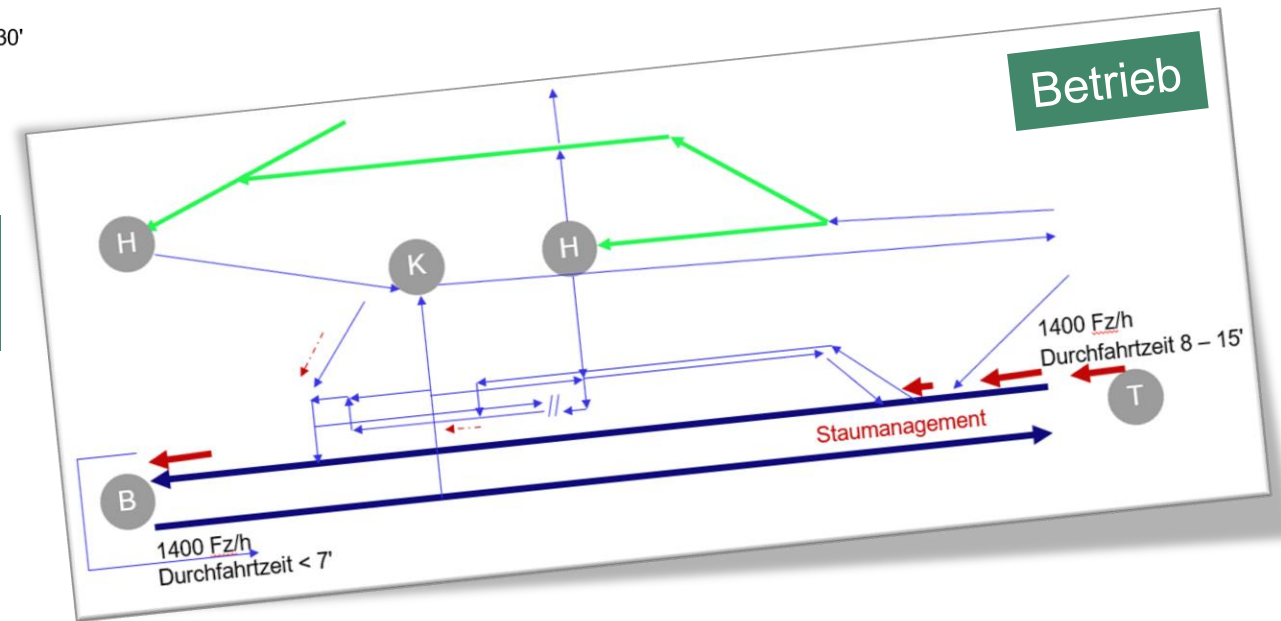 30'
Betrieb
H
K
H
1400 Fz/h
Durchfahrtzeit 8 – 15'
T
Staumanagement
B
1400 Fz/h
Durchfahrtzeit < 7'